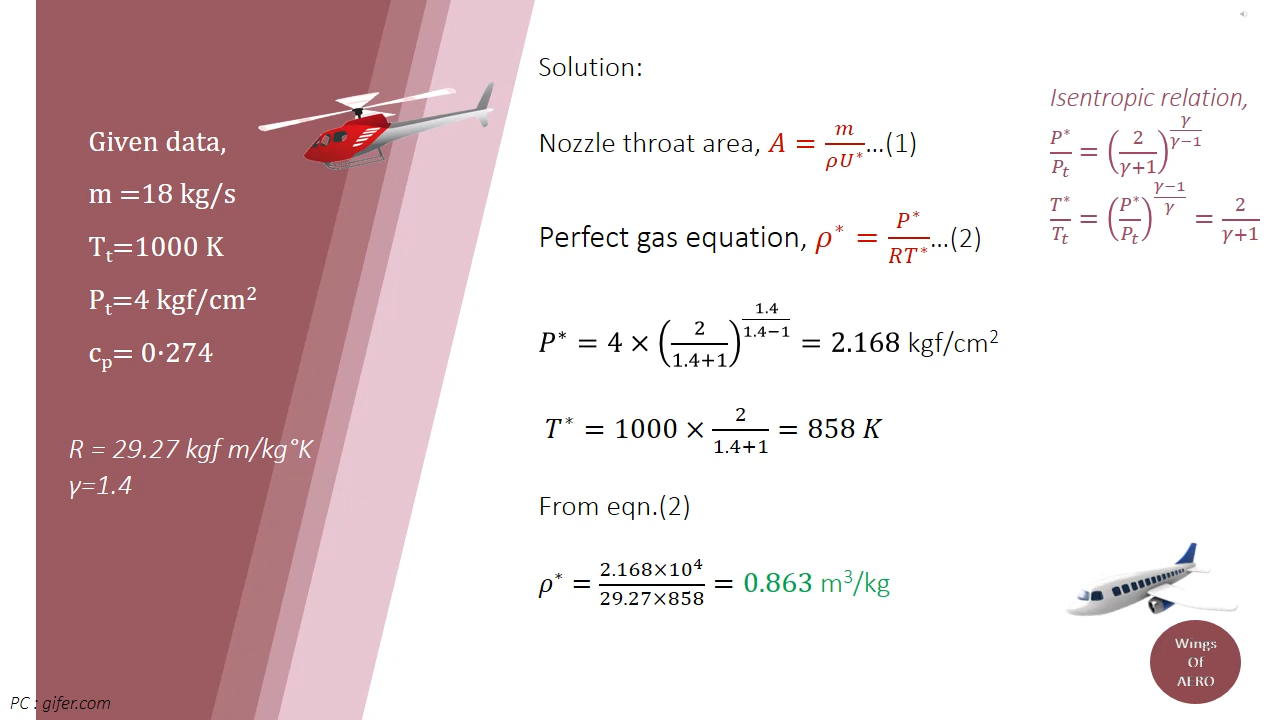 Given data,
m =18 kg/s
Tₜ=1000 K
Pₜ=4 kgf/cm²
cₚ= 0·274
R = 29.27 kgf m/kg°K
γ=1.4
PC : gifer.com
Solution:
Nozzle throat area, A = m/(ρU*)…(1)
Perfect gas equation, ρ* = P*/(RT*)…(2)
P* = 4 × (2/(1.4+1))^(1.4/(1.4−1)) = 2.168 kgf/cm²
T* = 1000 × 2/(1.4+1) = 858 K
From eqn.(2)
ρ* = (2.168×10⁴)/(29.27×858) = 0.863 m³/kg
Isentropic relation,
P*/Pₜ = (2/(γ+1))^(γ/(γ−1))
T*/Tₜ = (P*/Pₜ)^((γ−1)/γ) = 2/(γ+1)
Wings
Of
AERO